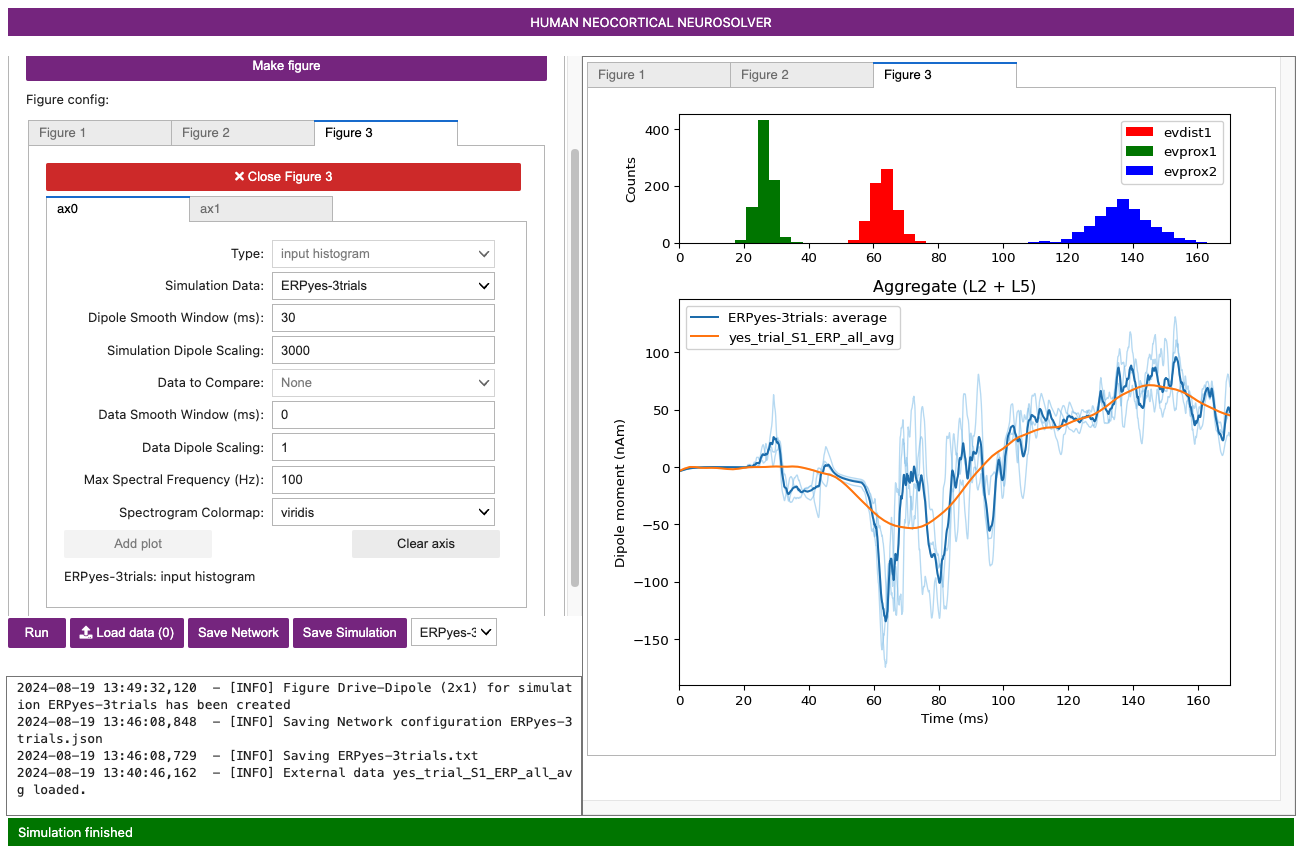 HUMAN NEOCORTICAL NEUROSOLVER
Make figure
Figure config:
Figure 1
Figure 2
Figure 3
✕ Close Figure 3
ax0
ax1
Type: input histogram
Simulation Data: ERPyes-3trials
Dipole Smooth Window (ms): 30
Simulation Dipole Scaling: 3000
Data to Compare: None
Data Smooth Window (ms): 0
Data Dipole Scaling: 1
Max Spectral Frequency (Hz): 100
Spectrogram Colormap: viridis
Add plot
Clear axis
ERPyes-3trials: input histogram
Run
Load data (0)
Save Network
Save Simulation
ERPyes-3
2024-08-19 13:49:32,120 - [INFO] Figure Drive-Dipole (2x1) for simulat
ion ERPyes-3trials has been created
2024-08-19 13:46:08,848 - [INFO] Saving Network configuration ERPyes-3
trials.json
2024-08-19 13:46:08,729 - [INFO] Saving ERPyes-3trials.txt
2024-08-19 13:40:46,162 - [INFO] External data yes_trial_S1_ERP_all_av
g loaded.
Figure 1
Figure 2
Figure 3
Counts
400
200
0
evdist1
evprox1
evprox2
0 20 40 60 80 100 120 140 160
Aggregate (L2 + L5)
ERPyes-3trials: average
yes_trial_S1_ERP_all_avg
Dipole moment (nAm)
100
50
0
−50
−100
−150
0 20 40 60 80 100 120 140 160
Time (ms)
Simulation finished